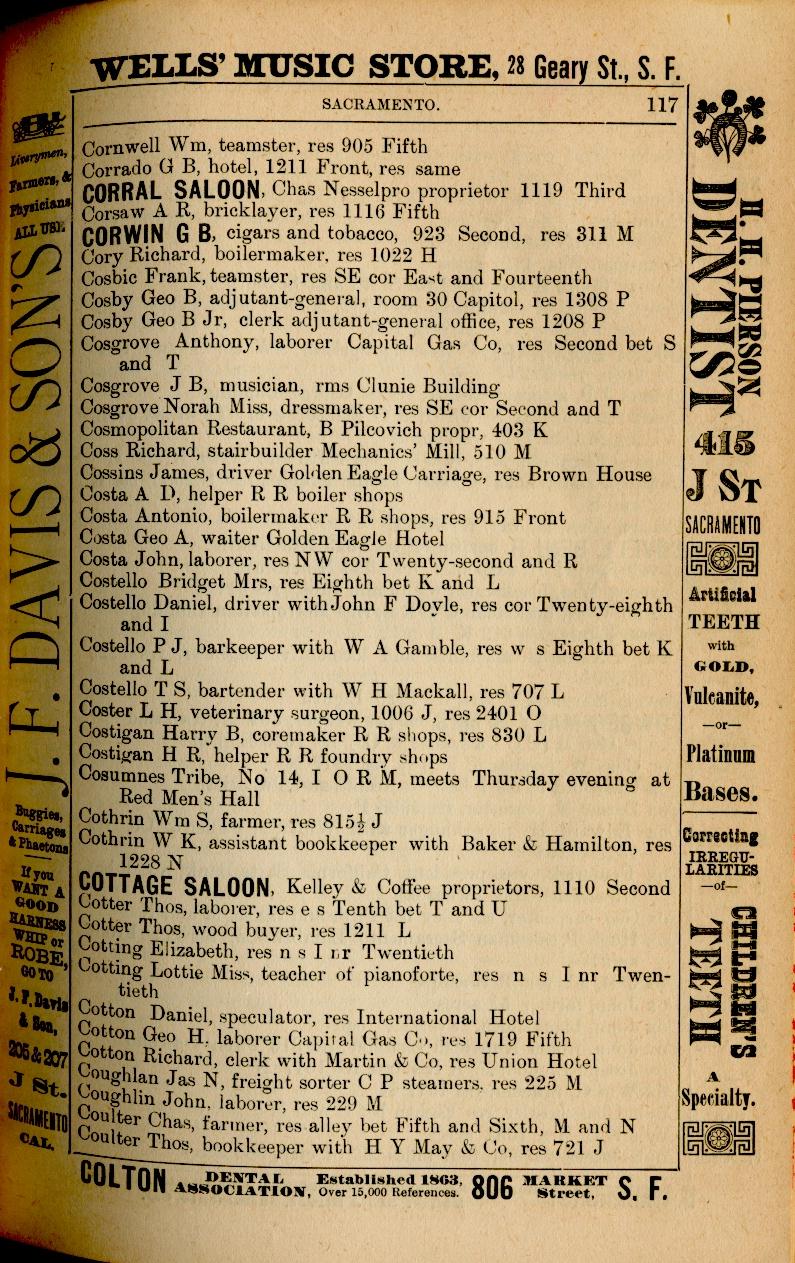 WELLS' MUSIC STORE, 28 Geary St., S. F.
SACRAMENTO. 117
Cornwell Wm, teamster, res 905 Fifth
Corrado G B, hotel, 1211 Front, res same
CORRAL SALOON, Chas Nesselpro proprietor 1119 Third
Corsaw A R, bricklayer, res 1116 Fifth
CORWIN G B, cigars and tobacco, 923 Second, res 311 M
Cory Richard, boilermaker, res 1022 H
Cosbic Frank, teamster, res SE cor East and Fourteenth
Cosby Geo B, adjutant-general, room 30 Capitol, res 1308 P
Cosby Geo B Jr, clerk adjutant-general office, res 1208 P
Cosgrove Anthony, laborer Capital Gas Co, res Second bet S
and T
Cosgrove J B, musician, rms Clunie Building
Cosgrove Norah Miss, dressmaker, res SE cor Second and T
Cosmopolitan Restaurant, B Pilcovich propr, 403 K
Coss Richard, stairbuilder Mechanics' Mill, 510 M
Cossins James, driver Golden Eagle Carriage, res Brown House
Costa A D, helper R R boiler shops
Costa Antonio, boilermaker R R shops, res 915 Front
Costa Geo A, waiter Golden Eagle Hotel
Costa John, laborer, res NW cor Twenty-second and R
Costello Bridget Mrs, res Eighth bet K and L
Costello Daniel, driver with John F Doyle, res cor Twenty-eighth
and I
Costello P J, barkeeper with W A Gamble, res w s Eighth bet K
and L
Costello T S, bartender with W H Mackall, res 707 L
Coster L H, veterinary surgeon, 1006 J, res 2401 O
Costigan Harry B, coremaker R R shops, res 830 L
Costigan H R, helper R R foundry shops
Cosumnes Tribe, No 14, I O R M, meets Thursday evening at
Red Men's Hall
Cothrin Wm S, farmer, res 815½ J
Cothrin W K, assistant bookkeeper with Baker & Hamilton, res
1228 N
COTTAGE SALOON, Kelley & Coffee proprietors, 1110 Second
Cotter Thos, laborer, res e s Tenth bet T and U
Cotter Thos, wood buyer, res 1211 L
Cotting Elizabeth, res n s I nr Twentieth
Cotting Lottie Miss, teacher of pianoforte, res n s I nr Twen-
tieth
Cotton Daniel, speculator, res International Hotel
Cotton Geo H, laborer Capital Gas Co, res 1719 Fifth
Cotton Richard, clerk with Martin & Co, res Union Hotel
Coughlan Jas N, freight sorter C P steamers, res 225 M
Coughlin John, laborer, res 229 M
Coulter Chas, farmer, res alley bet Fifth and Sixth, M and N
Coulter Thos, bookkeeper with H Y May & Co, res 721 J
COLTON DENTAL ASSOCIATION, Established 1863, Over 15,000 References. 806 MARKET Street, S. F.
Liverymen,
Farmers, &
Physicians
ALL USE
J. F. DAVIS & SON'S
Buggies,
Carriages
& Phaetons
If you
WANT A
GOOD
HARNESS
WHIP or
ROBE,
GO TO
J. F. Davis
& Son,
205 & 207
J St.
SACRAMENTO
CAL.
H. H. PIERSON
DENTIST
415
J ST
SACRAMENTO
Artificial
TEETH
with
GOLD,
Vulcanite,
—or—
Platinum
Bases.
Correcting
IRREGU-
LARITIES
—of—
CHILDREN'S
TEETH
A
Specialty.